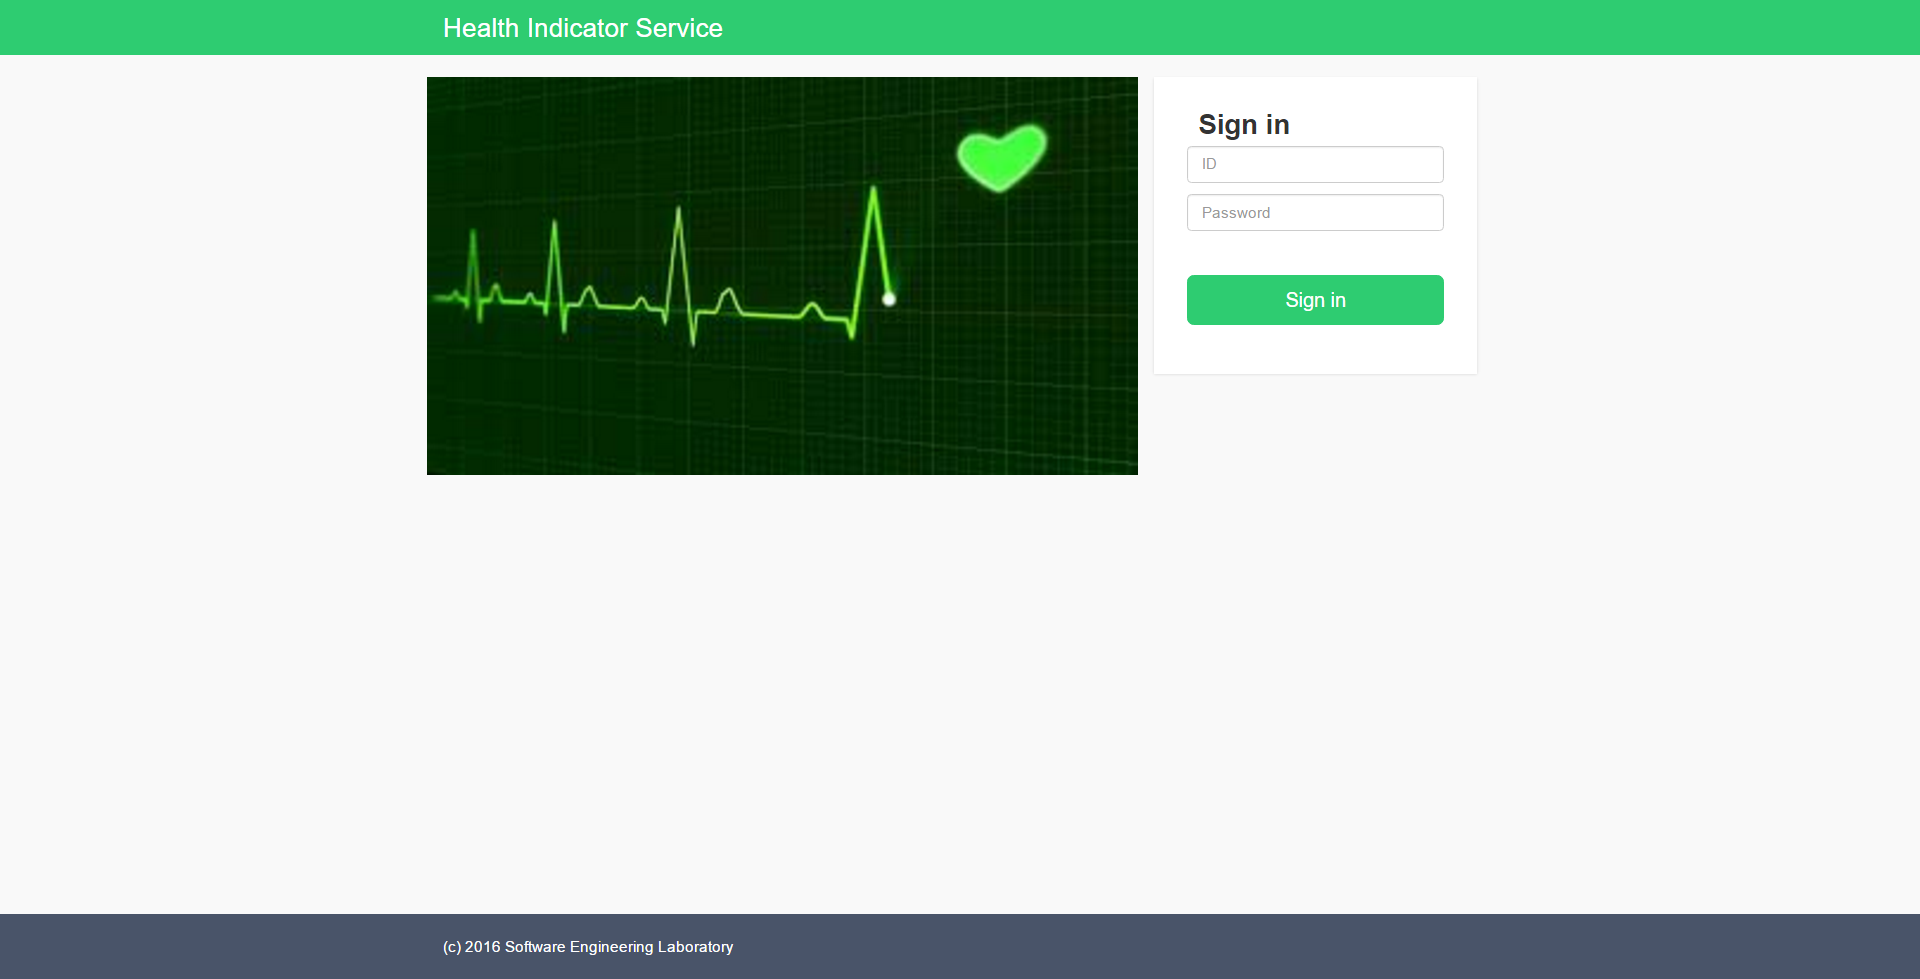 Health Indicator Service
Sign in
ID
Password
Sign in
(c) 2016 Software Engineering Laboratory